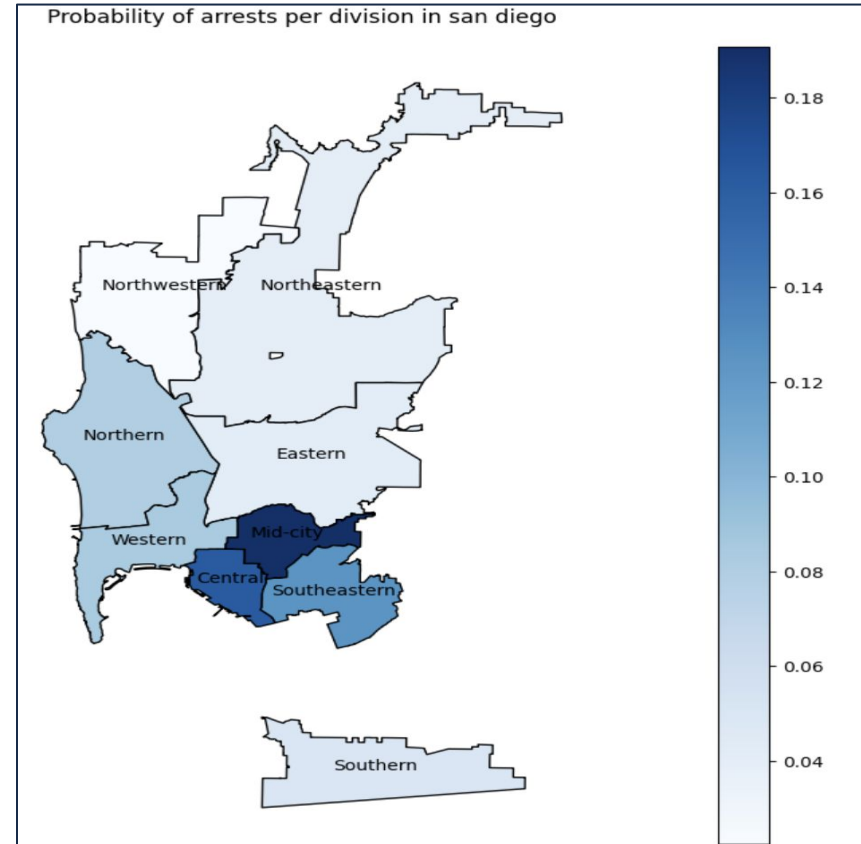 Probability of arrests per division in san diego
0.18
0.16
0.14
0.12
0.10
0.08
0.06
0.04
Northwestern
Northeastern
Northern
Eastern
Western
Mid-city
Central
Southeastern
Southern